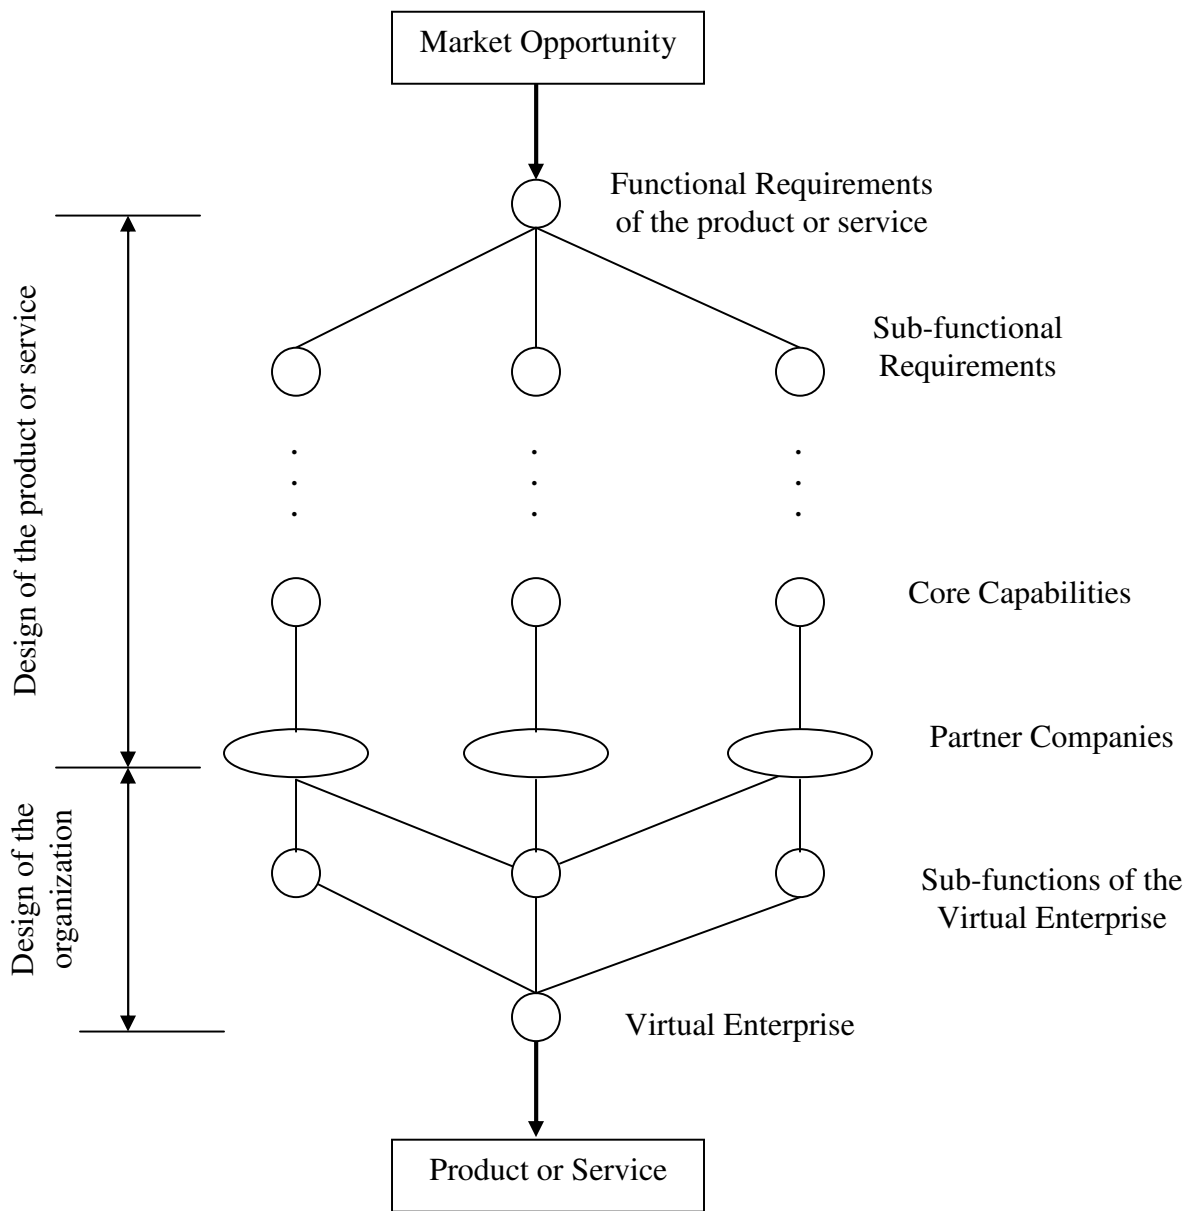 Market Opportunity
Functional Requirements
of the product or service
Sub-functional
Requirements
Design of the product or service
Core Capabilities
Partner Companies
Design of the
organization
Sub-functions of the
Virtual Enterprise
Virtual Enterprise
Product or Service